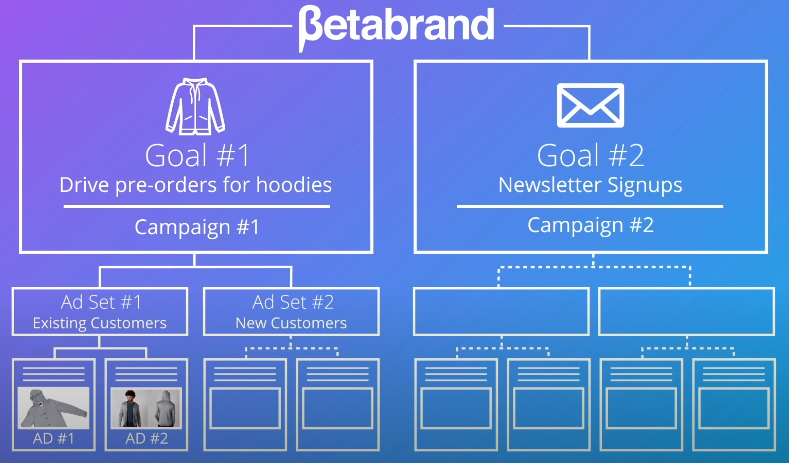 βetabrand
Goal #1
Drive pre-orders for hoodies
Campaign #1
Goal #2
Newsletter Signups
Campaign #2
Ad Set #1
Existing Customers
Ad Set #2
New Customers
AD #1
AD #2